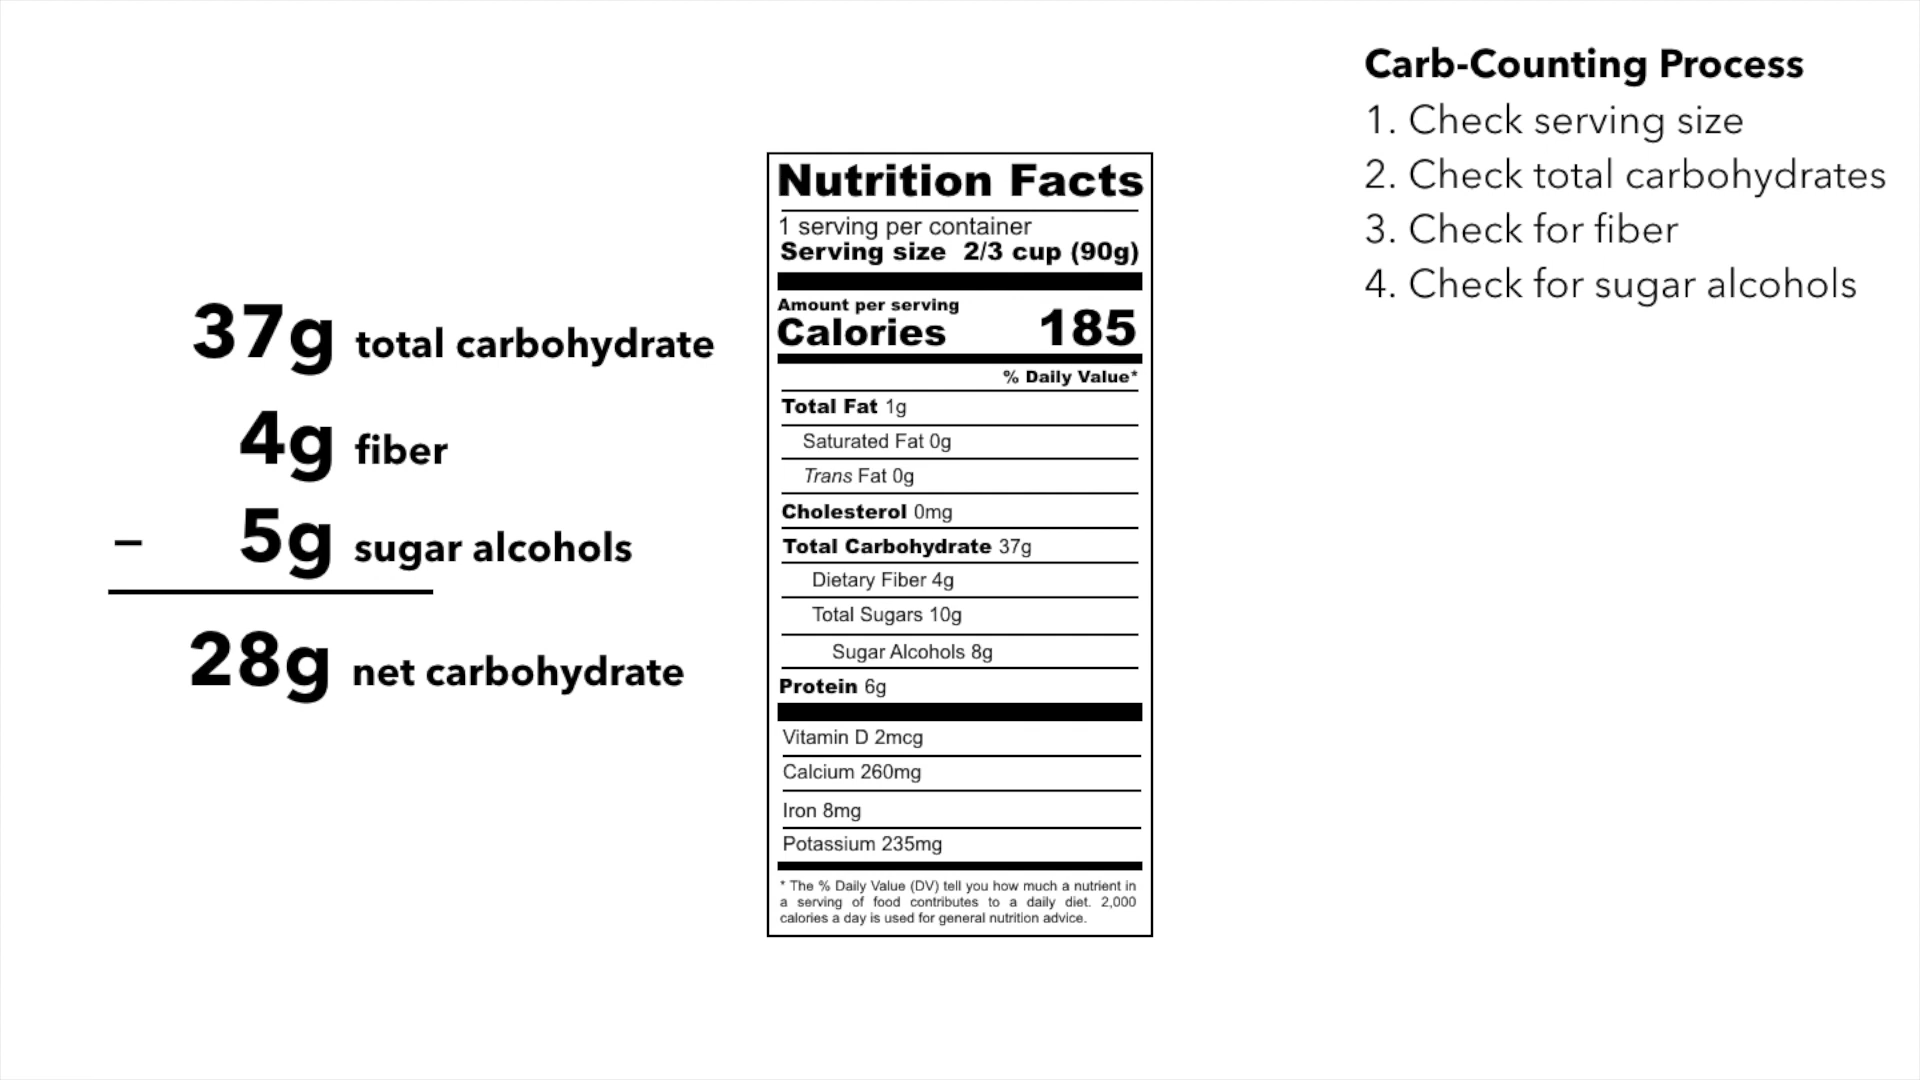 Carb-Counting Process
1. Check serving size
2. Check total carbohydrates
3. Check for fiber
4. Check for sugar alcohols
37g total carbohydrate
4g fiber
– 5g sugar alcohols
28g net carbohydrate
Nutrition Facts
1 serving per container
Serving size 2/3 cup (90g)
Amount per serving
Calories 185
% Daily Value*
Total Fat 1g
Saturated Fat 0g
Trans Fat 0g
Cholesterol 0mg
Total Carbohydrate 37g
Dietary Fiber 4g
Total Sugars 10g
Sugar Alcohols 8g
Protein 6g
Vitamin D 2mcg
Calcium 260mg
Iron 8mg
Potassium 235mg
* The % Daily Value (DV) tell you how much a nutrient in
a serving of food contributes to a daily diet. 2,000
calories a day is used for general nutrition advice.